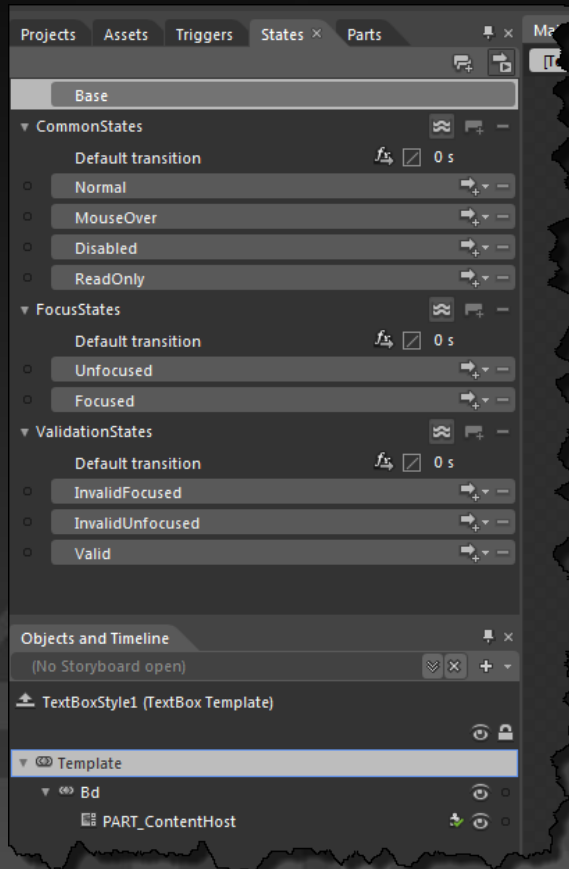 Projects Assets Triggers States × Parts
Base
CommonStates
Default transition 0 s
Normal
MouseOver
Disabled
ReadOnly
FocusStates
Default transition 0 s
Unfocused
Focused
ValidationStates
Default transition 0 s
InvalidFocused
InvalidUnfocused
Valid
Objects and Timeline
(No Storyboard open)
TextBoxStyle1 (TextBox Template)
Template
Bd
PART_ContentHost